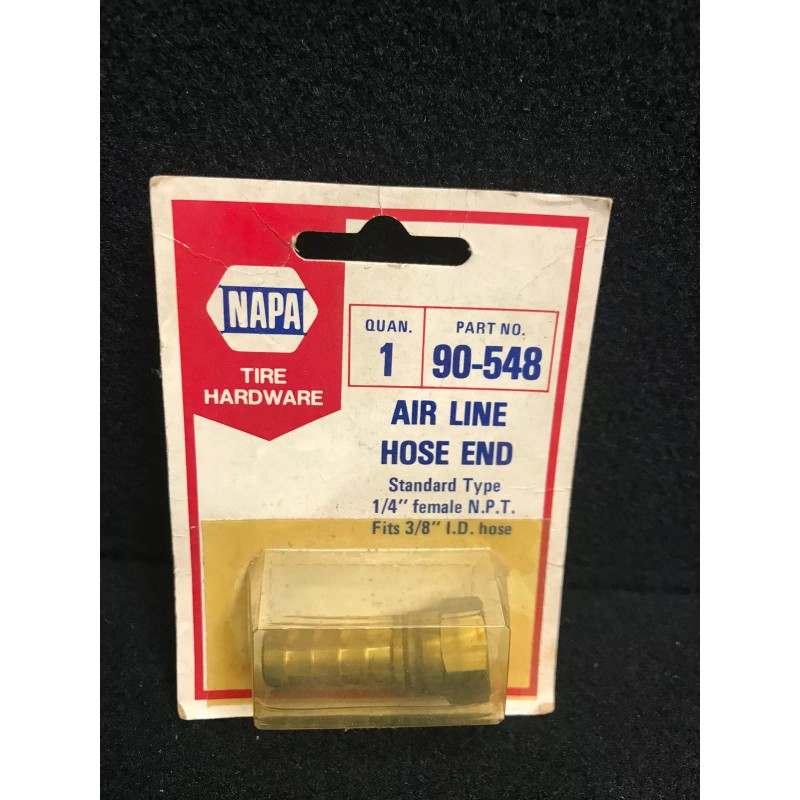 NAPA
TIRE
HARDWARE
QUAN.
1
PART NO.
90-548
AIR LINE
HOSE END
Standard Type
1/4" female N.P.T.
Fits 3/8" I.D. hose